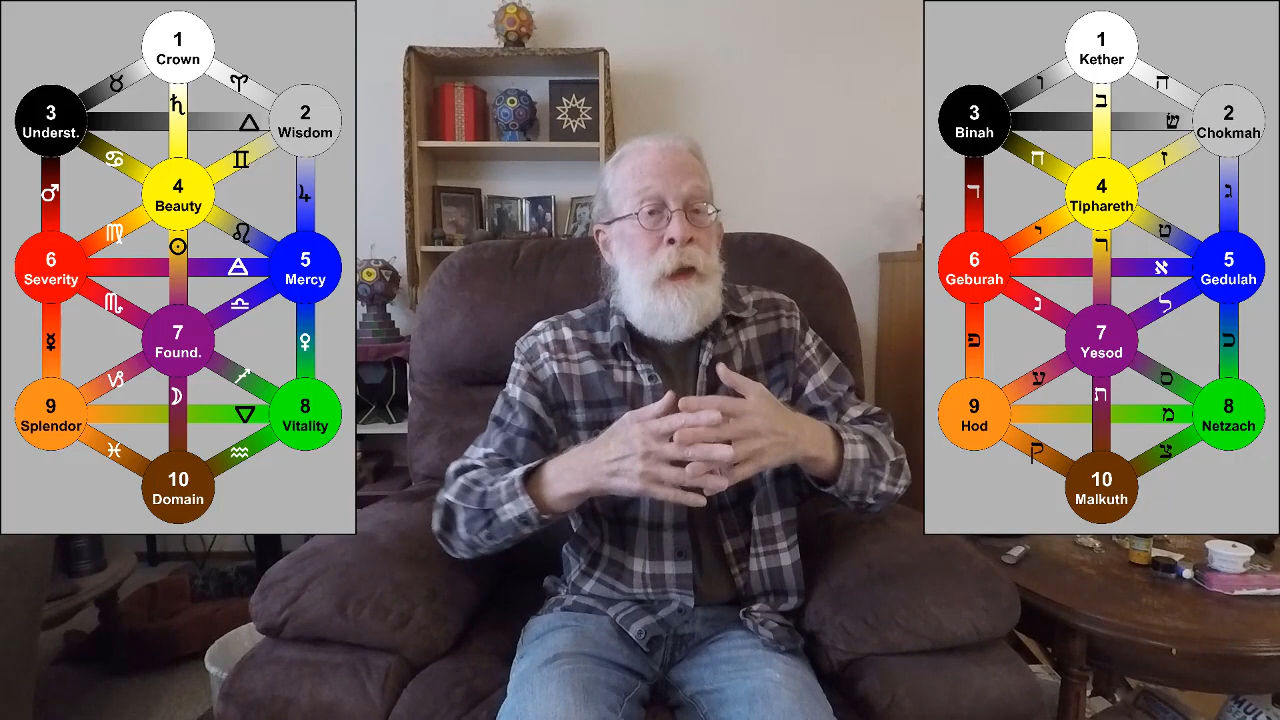 1
Crown
♉ ♈
♄
3
Underst.
2
Wisdom
△
♋ ♊
4
Beauty
♂ ♃
♍ ☉ ♌
6
Severity
5
Mercy
🜁
♏ ♎
7
Found.
☿ ♀
♑ ☽ ♐
9
Splendor
8
Vitality
▽
♓ ♒
10
Domain
1
Kether
ו ה
ב
3
Binah
2
Chokmah
ש
ח ז
4
Tiphareth
ד ג
י ר ט
6
Geburah
5
Gedulah
א
נ ל
7
Yesod
פ כ
ע ת ס
9
Hod
8
Netzach
מ
ק צ
10
Malkuth